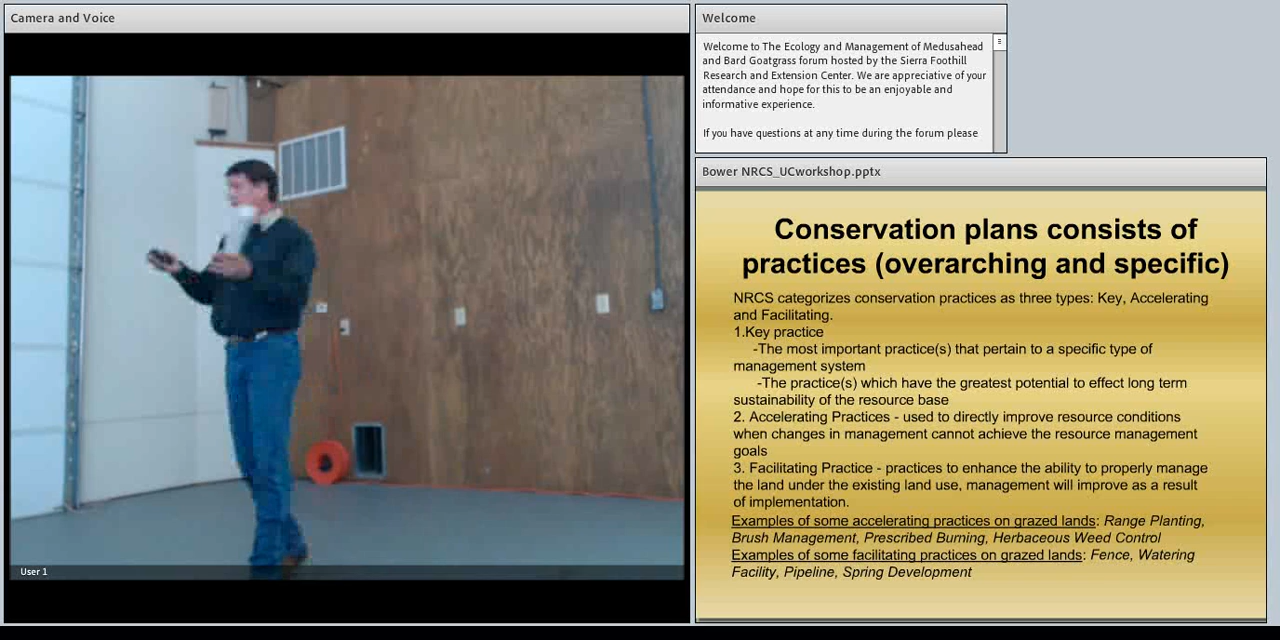 Camera and Voice
User 1
Welcome
Welcome to The Ecology and Management of Medusahead
and Bard Goatgrass forum hosted by the Sierra Foothill
Research and Extension Center. We are appreciative of your
attendance and hope for this to be an enjoyable and
informative experience.
If you have questions at any time during the forum please
Bower NRCS_UCworkshop.pptx
Conservation plans consists of
practices (overarching and specific)
NRCS categorizes conservation practices as three types: Key, Accelerating
and Facilitating.
1.Key practice
-The most important practice(s) that pertain to a specific type of
management system
-The practice(s) which have the greatest potential to effect long term
sustainability of the resource base
2. Accelerating Practices - used to directly improve resource conditions
when changes in management cannot achieve the resource management
goals
3. Facilitating Practice - practices to enhance the ability to properly manage
the land under the existing land use, management will improve as a result
of implementation.
Examples of some accelerating practices on grazed lands: Range Planting,
Brush Management, Prescribed Burning, Herbaceous Weed Control
Examples of some facilitating practices on grazed lands: Fence, Watering
Facility, Pipeline, Spring Development